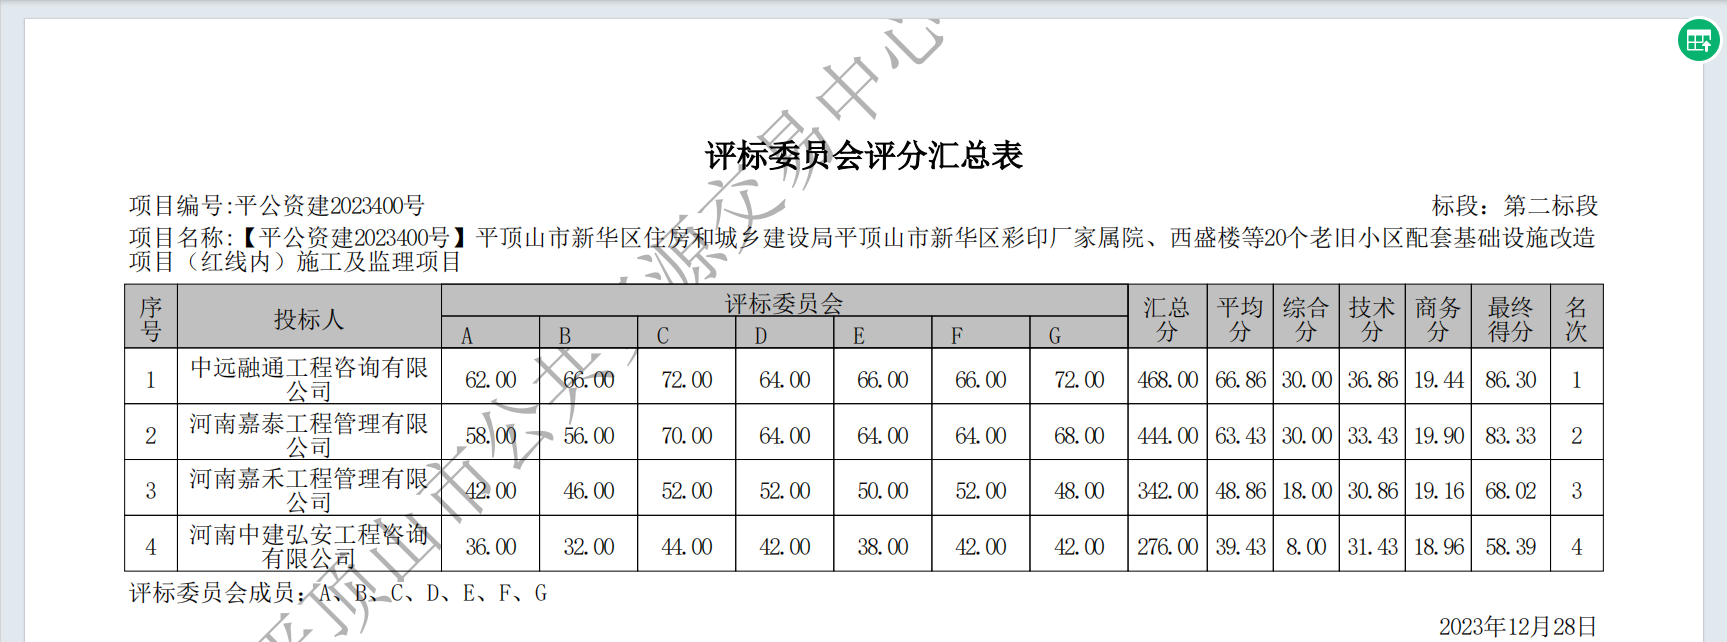 评标委员会评分汇总表
项目编号:平公资建2023400号 标段：第二标段
项目名称:【平公资建2023400号】平顶山市新华区住房和城乡建设局平顶山市新华区彩印厂家属院、西盛楼等20个老旧小区配套基础设施改造
项目（红线内）施工及监理项目
序号 投标人 评标委员会 汇总分 平均分 综合分 技术分 商务分 最终得分 名次
A B C D E F G
1 中远融通工程咨询有限公司 62.00 66.00 72.00 64.00 66.00 66.00 72.00 468.00 66.86 30.00 36.86 19.44 86.30 1
2 河南嘉泰工程管理有限公司 58.00 56.00 70.00 64.00 64.00 64.00 68.00 444.00 63.43 30.00 33.43 19.90 83.33 2
3 河南嘉禾工程管理有限公司 42.00 46.00 52.00 52.00 50.00 52.00 48.00 342.00 48.86 18.00 30.86 19.16 68.02 3
4 河南中建弘安工程咨询有限公司 36.00 32.00 44.00 42.00 38.00 42.00 42.00 276.00 39.43 8.00 31.43 18.96 58.39 4
评标委员会成员：A、B、C、D、E、F、G
2023年12月28日
平顶山市公共资源交易中心